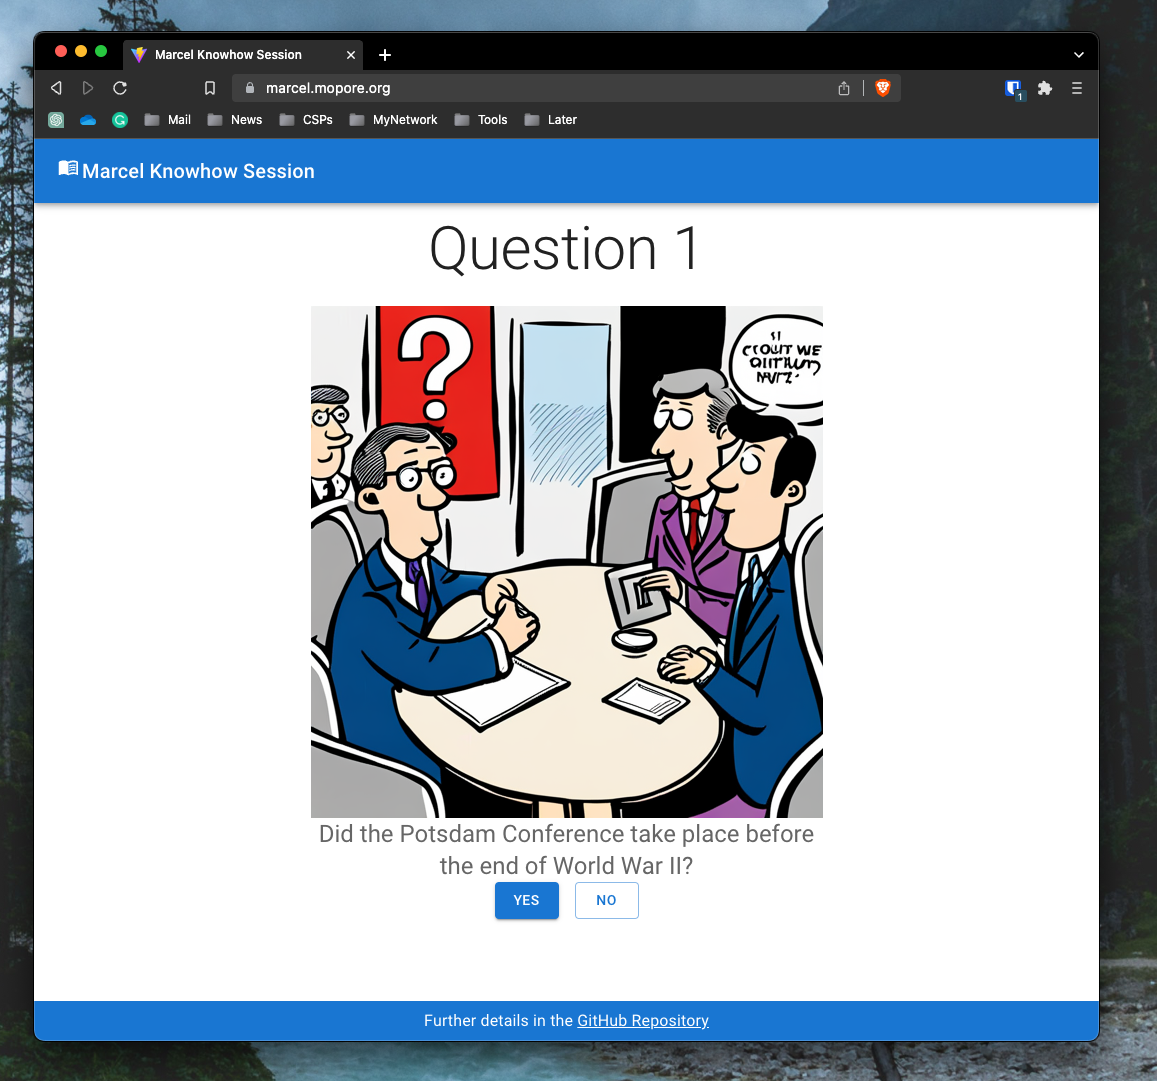 Marcel Knowhow Session
marcel.mopore.org
1
Mail News CSPs MyNetwork Tools Later
Marcel Knowhow Session
Question 1
?
Did the Potsdam Conference take place before
the end of World War II?
YES NO
Further details in the GitHub Repository